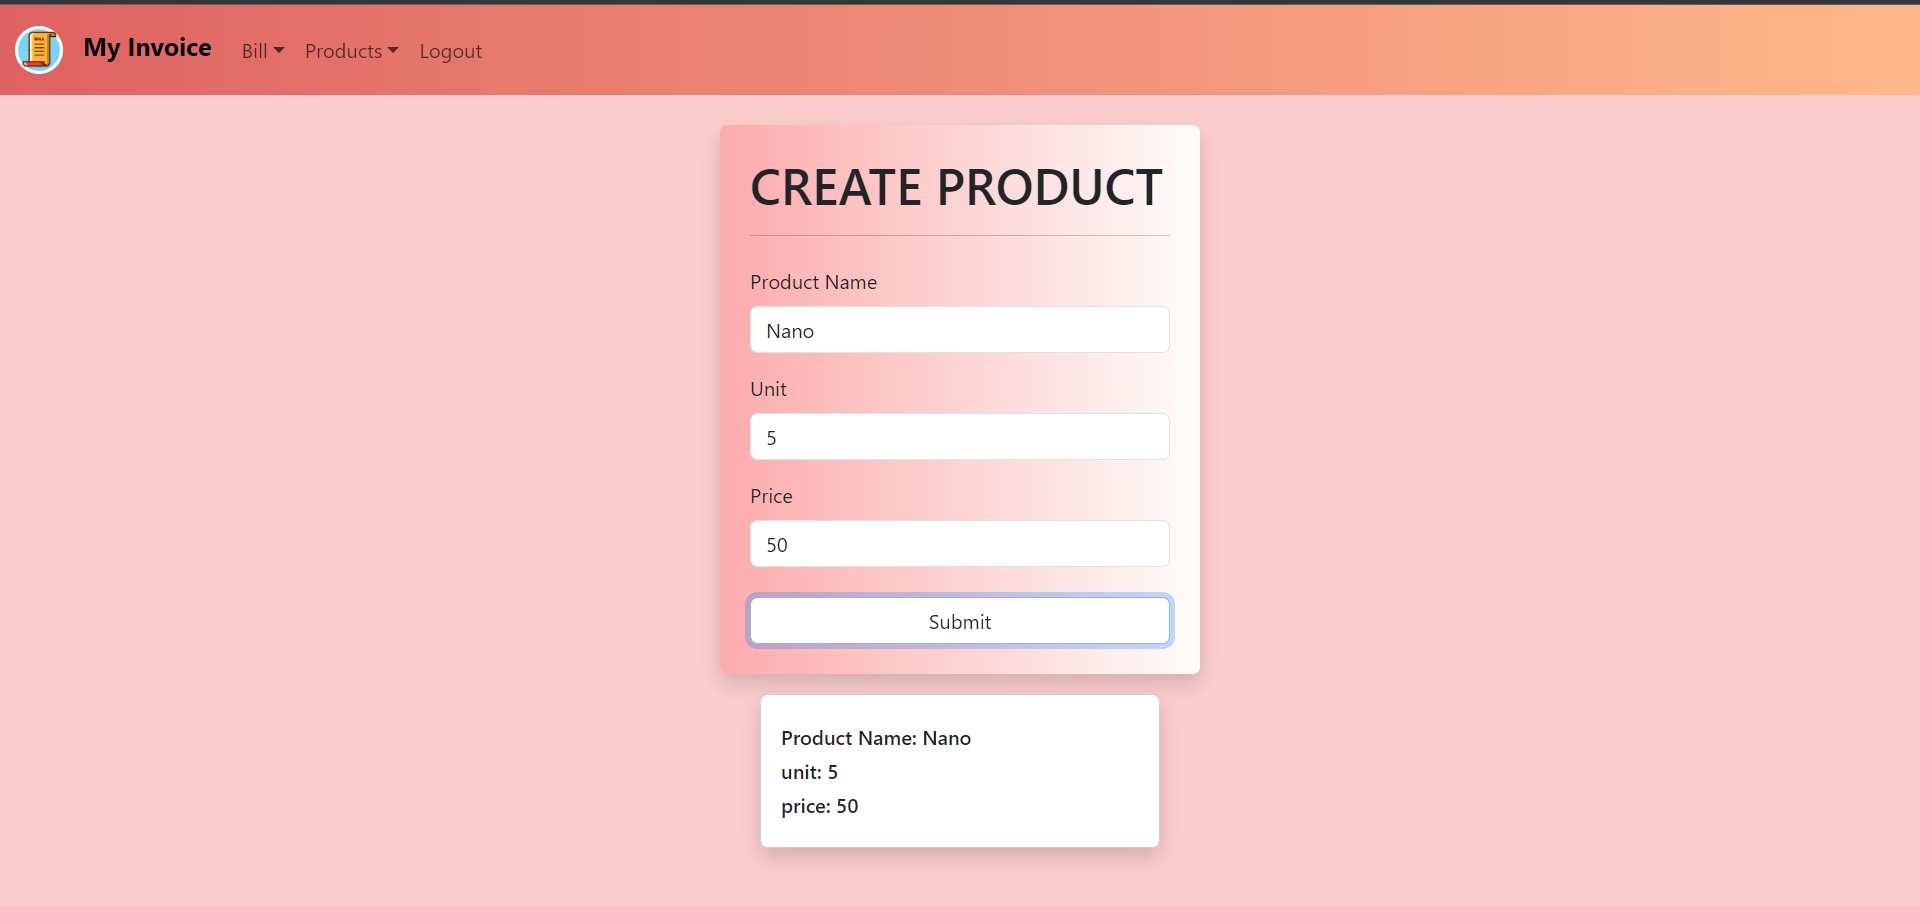 My Invoice Bill Products Logout
CREATE PRODUCT
Product Name
Nano
Unit
5
Price
50
Submit
Product Name: Nano
unit: 5
price: 50